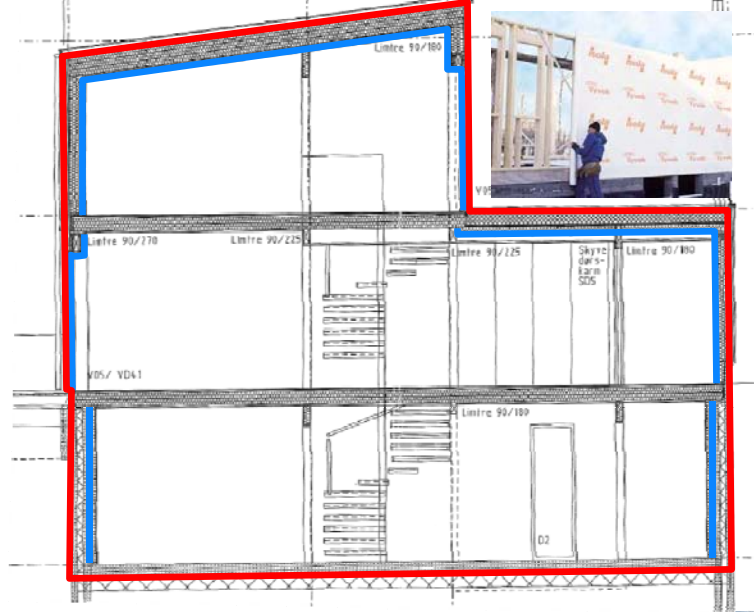 Limtre 90/180
Limtre 90/270
Limtre 90/225
Limtre 90/225
Skyve
dørs-
karm
SDS
Limtre 90/180
V05/ VD41
Limtre 90/180
D2